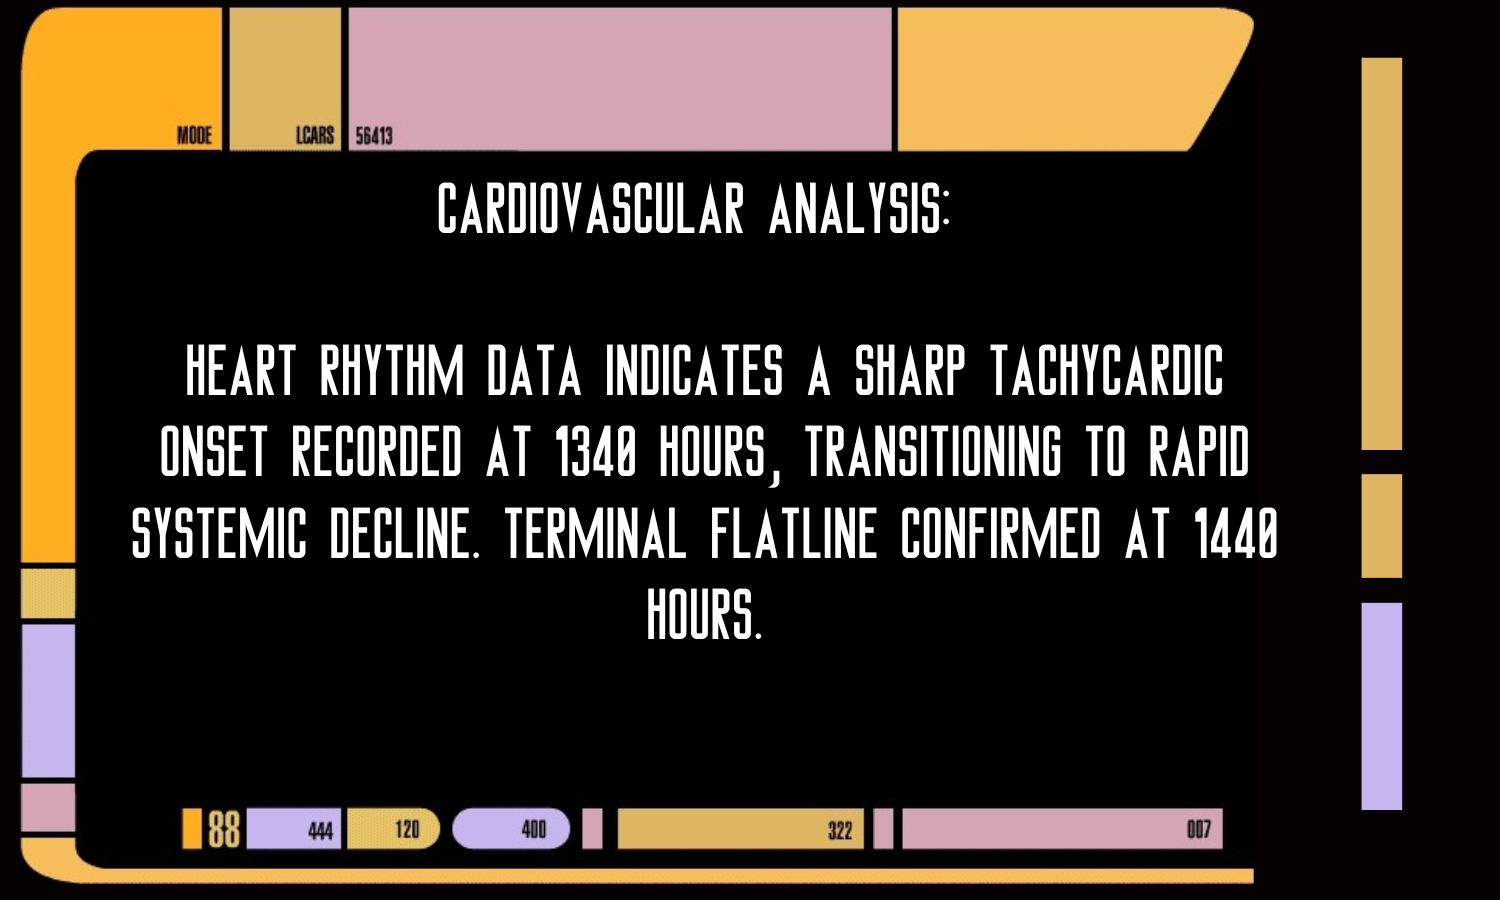 MODE
LCARS
56413
CARDIOVASCULAR ANALYSIS:
HEART RHYTHM DATA INDICATES A SHARP TACHYCARDIC
ONSET RECORDED AT 1340 HOURS, TRANSITIONING TO RAPID
SYSTEMIC DECLINE. TERMINAL FLATLINE CONFIRMED AT 1440
HOURS.
88
444
120
400
322
007